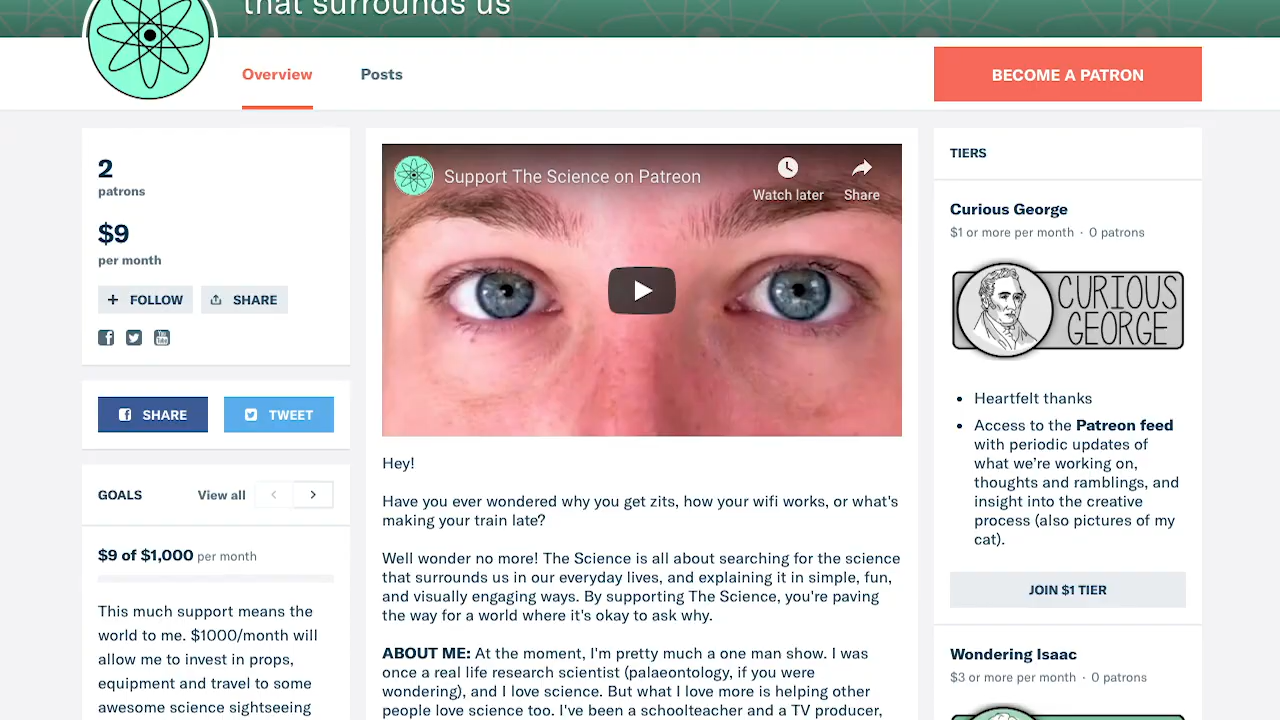 that surrounds us
Overview
Posts
BECOME A PATRON
2
patrons
$9
per month
+ FOLLOW
SHARE
SHARE
TWEET
GOALS
View all
$9 of $1,000 per month
This much support means the
world to me. $1000/month will
allow me to invest in props,
equipment and travel to some
awesome science sightseeing
Support The Science on Patreon
Watch later
Share
Hey!
Have you ever wondered why you get zits, how your wifi works, or what's
making your train late?
Well wonder no more! The Science is all about searching for the science
that surrounds us in our everyday lives, and explaining it in simple, fun,
and visually engaging ways. By supporting The Science, you're paving
the way for a world where it's okay to ask why.
ABOUT ME: At the moment, I'm pretty much a one man show. I was
once a real life research scientist (palaeontology, if you were
wondering), and I love science. But what I love more is helping other
people love science too. I've been a schoolteacher and a TV producer,
TIERS
Curious George
$1 or more per month · 0 patrons
CURIOUS
GEORGE
• Heartfelt thanks
• Access to the Patreon feed
with periodic updates of
what we're working on,
thoughts and ramblings, and
insight into the creative
process (also pictures of my
cat).
JOIN $1 TIER
Wondering Isaac
$3 or more per month · 0 patrons